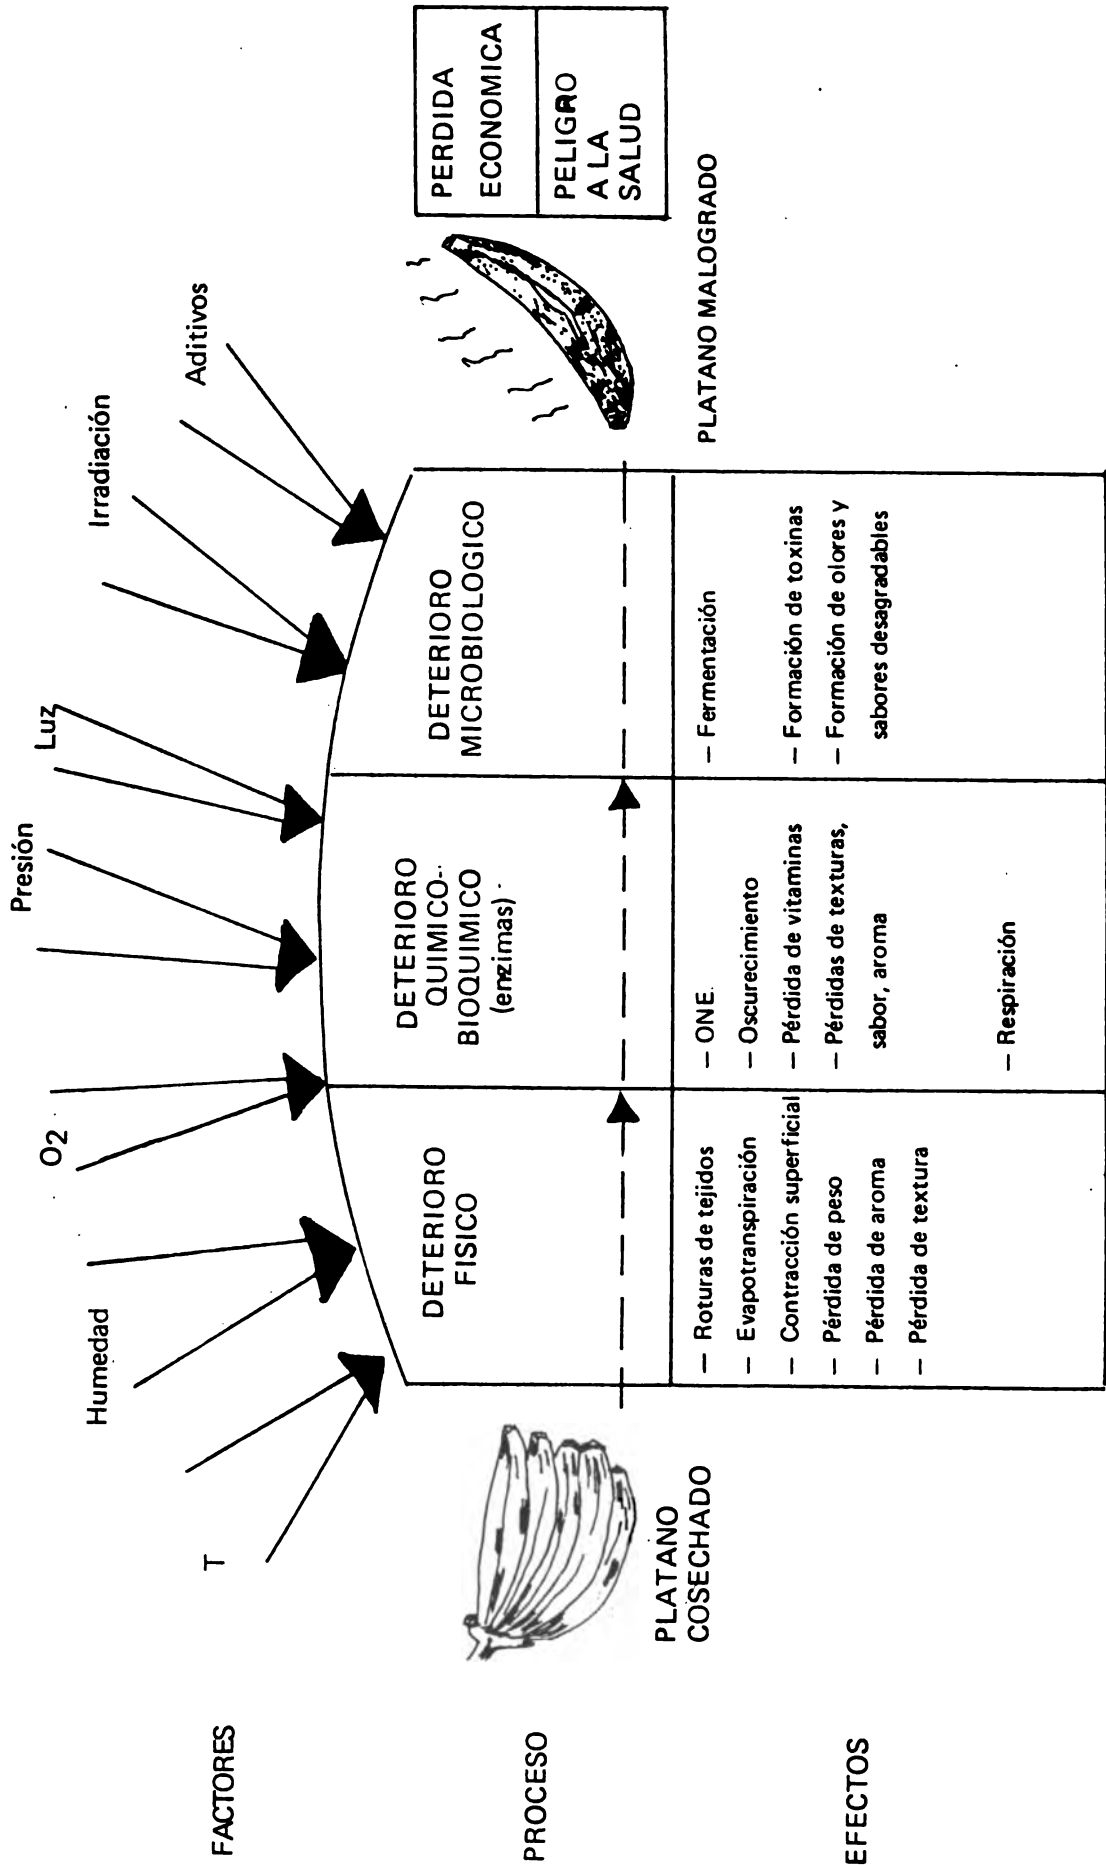 FACTORES
T
Humedad
O2
Presión
Luz
Irradiación
Aditivos
PROCESO
PLATANO
COSECHADO
DETERIORO
FISICO
DETERIORO
QUIMICO-
BIOQUIMICO
(enzimas)
DETERIORO
MICROBIOLOGICO
PLATANO MALOGRADO
PERDIDA
ECONOMICA
PELIGRO
A LA
SALUD
EFECTOS
— Roturas de tejidos
— Evapotranspiración
— Contracción superficial
— Pérdida de peso
— Pérdida de aroma
— Pérdida de textura
— ONE.
— Oscurecimiento
— Pérdida de vitaminas
— Pérdidas de texturas,
sabor, aroma
— Respiración
— Fermentación
— Formación de toxinas
— Formación de olores y
sabores desagradables